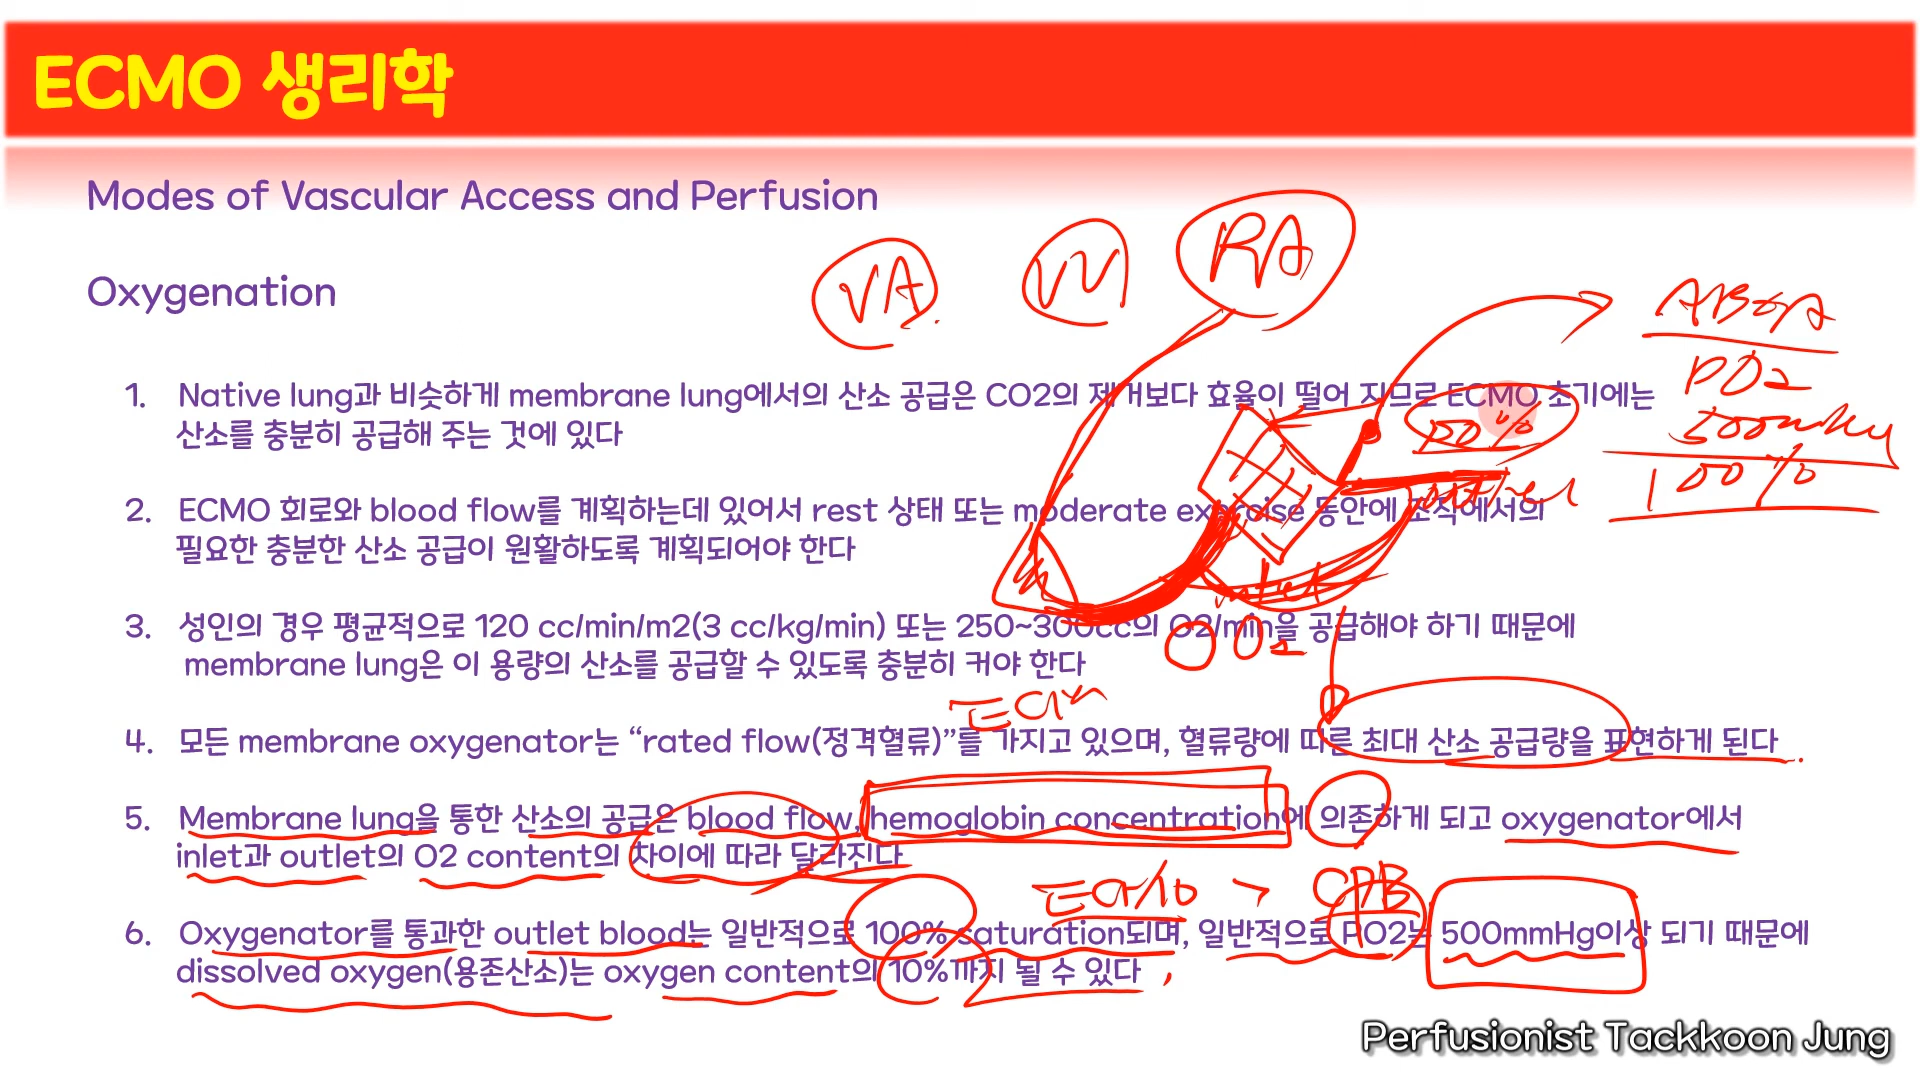 ECMO 생리학
Modes of Vascular Access and Perfusion
Oxygenation
VA
VV
RA
ABGA
PO2
500mmHg
100%
100%
1. Native lung과 비슷하게 membrane lung에서의 산소 공급은 CO2의 제거보다 효율이 떨어 지므로 ECMO 초기에는
산소를 충분히 공급해 주는 것에 있다
2. ECMO 회로와 blood flow를 계획하는데 있어서 rest 상태 또는 moderate exercise 동안에 조직에서의
필요한 충분한 산소 공급이 원활하도록 계획되어야 한다
outlet
inlet
3. 성인의 경우 평균적으로 120 cc/min/m2(3 cc/kg/min) 또는 250~300cc의 O2/min을 공급해야 하기 때문에
membrane lung은 이 용량의 산소를 공급할 수 있도록 충분히 커야 한다
4. 모든 membrane oxygenator는 “rated flow(정격혈류)”를 가지고 있으며, 혈류량에 따른 최대 산소 공급량을 표현하게 된다
5. Membrane lung을 통한 산소의 공급은 blood flow, hemoglobin concentration에 의존하게 되고 oxygenator에서
inlet과 outlet의 O2 content의 차이에 따라 달라진다
ECMO > CPB
6. Oxygenator를 통과한 outlet blood는 일반적으로 100% saturation되며, 일반적으로 PO2는 500mmHg이상 되기 때문에
dissolved oxygen(용존산소)는 oxygen content의 10%까지 될 수 있다
Perfusionist Tackkoon Jung